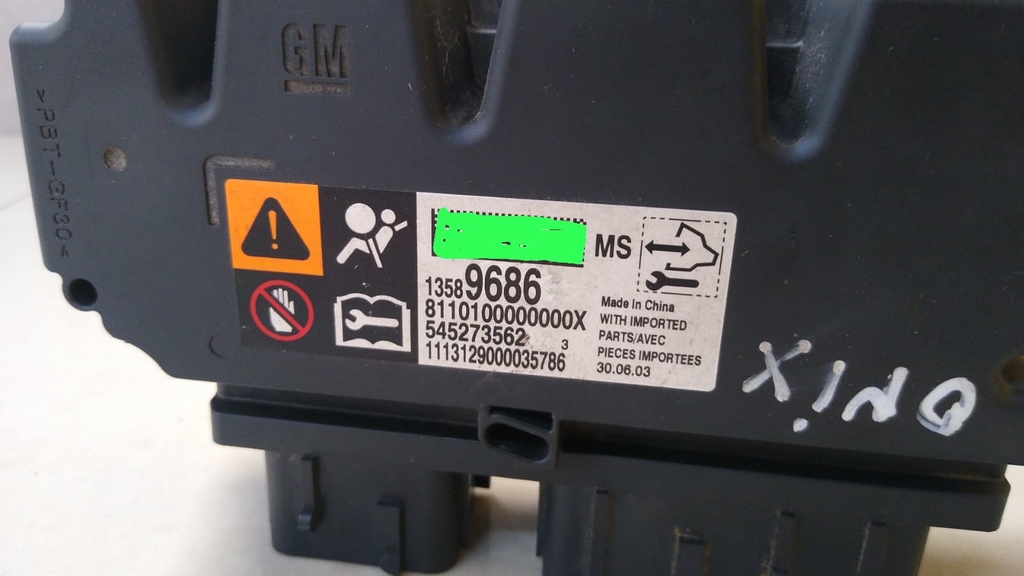 GM
>PBT-GF30<
MS
13589686
8110100000000X
545273562 3
1113129000035786
Made in China
WITH IMPORTED
PARTS/AVEC
PIECES IMPORTEES
30.06.03